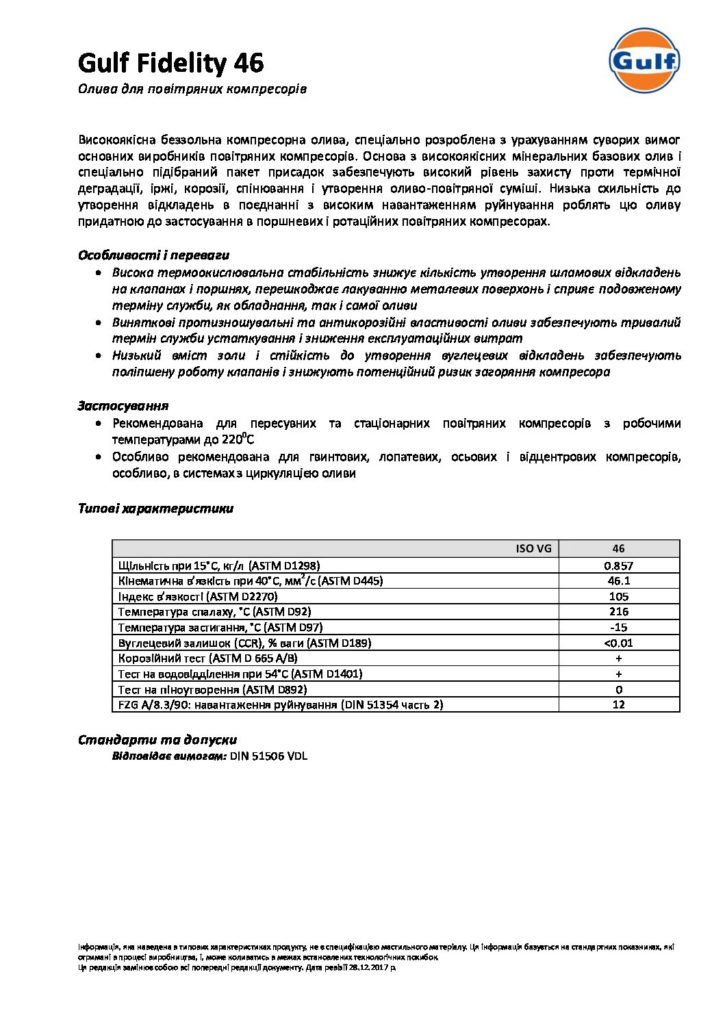 Gulf Fidelity 46
Gulf
Олива для повітряних компресорів
Високоякісна беззольна компресорна олива, спеціально розроблена з урахуванням суворих вимог
основних виробників повітряних компресорів. Основа з високоякісних мінеральних базових олив і
спеціально підібраний пакет присадок забезпечують високий рівень захисту проти термічної
деградації, іржі, корозії, спінювання і утворення оливо-повітряної суміші. Низька схильність до
утворення відкладень в поєднанні з високим навантаженням руйнування роблять цю оливу
придатною до застосування в поршневих і ротаційних повітряних компресорах.
Особливості і переваги
• Висока термоокислювальна стабільність знижує кількість утворення шламових відкладень
на клапанах і поршнях, перешкоджає лакуванню металевих поверхонь і сприяє подовженому
терміну служби, як обладнання, так і самої оливи
• Виняткові протизношувальні та антикорозійні властивості оливи забезпечують тривалий
термін служби устаткування і зниження експлуатаційних витрат
• Низький вміст золи і стійкість до утворення вуглецевих відкладень забезпечують
поліпшену роботу клапанів і знижують потенційний ризик загоряння компресора
Застосування
• Рекомендована для пересувних та стаціонарних повітряних компресорів з робочими
температурами до 220⁰С
• Особливо рекомендована для гвинтових, лопатевих, осьових і відцентрових компресорів,
особливо, в системах з циркуляцією оливи
Типові характеристики
ISO VG 46
Щільність при 15°С, кг/л (ASTM D1298) 0.857
Кінематична в'язкість при 40°С, мм²/с (ASTM D445) 46.1
Індекс в'язкості (ASTM D2270) 105
Температура спалаху, °С (ASTM D92) 216
Температура застигання, °С (ASTM D97) -15
Вуглецевий залишок (CCR), % ваги (ASTM D189) <0.01
Корозійний тест (ASTM D 665 A/B) +
Тест на водовідділення при 54°С (ASTM D1401) +
Тест на піноутворення (ASTM D892) 0
FZG A/8.3/90: навантаження руйнування (DIN 51354 часть 2) 12
Стандарти та допуски
Відповідає вимогам: DIN 51506 VDL
Інформація, яка наведена в типових характеристиках продукту, не є специфікацією мастильного матеріалу. Ця інформація базується на стандартних показниках, які
отримані в процесі виробництва, і, може коливатись в межах встановлених технологічних похибок.
Ця редакція замінює собою всі попередні редакції документу. Дата ревізії 28.12.2017 р.